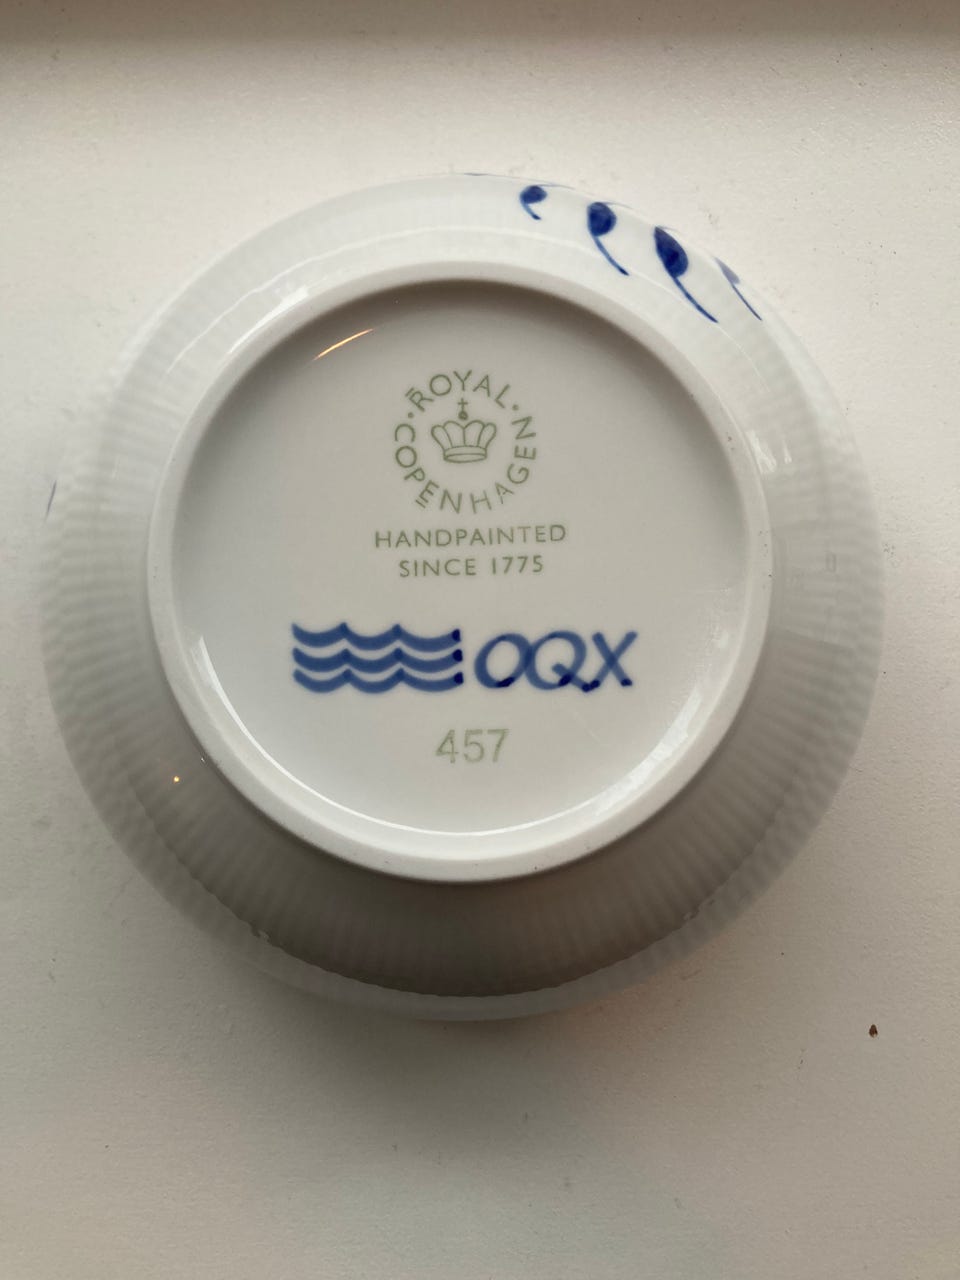 ROYAL · COPENHAGEN ·
HANDPAINTED
SINCE 1775
OQX
457